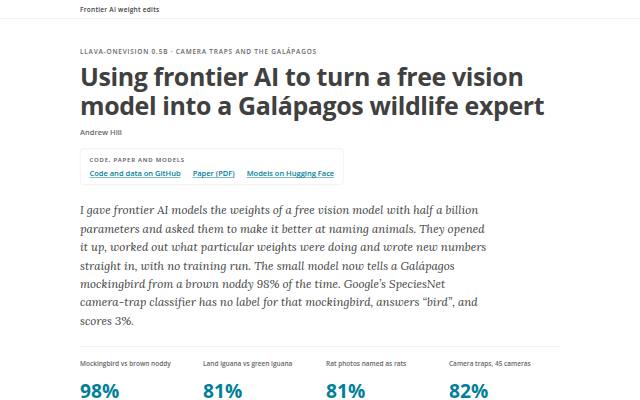 Frontier AI weight edits
LLAVA-ONEVISION 0.5B · CAMERA TRAPS AND THE GALÁPAGOS
Using frontier AI to turn a free vision
model into a Galápagos wildlife expert
Andrew Hill
CODE, PAPER AND MODELS
Code and data on GitHub Paper (PDF) Models on Hugging Face
I gave frontier AI models the weights of a free vision model with half a billion
parameters and asked them to make it better at naming animals. They opened
it up, worked out what particular weights were doing and wrote new numbers
straight in, with no training run. The small model now tells a Galápagos
mockingbird from a brown noddy 98% of the time. Google’s SpeciesNet
camera-trap classifier has no label for that mockingbird, answers “bird”, and
scores 3%.
Mockingbird vs brown noddy Land iguana vs green iguana Rat photos named as rats Camera traps, 45 cameras
98% 81% 81% 82%